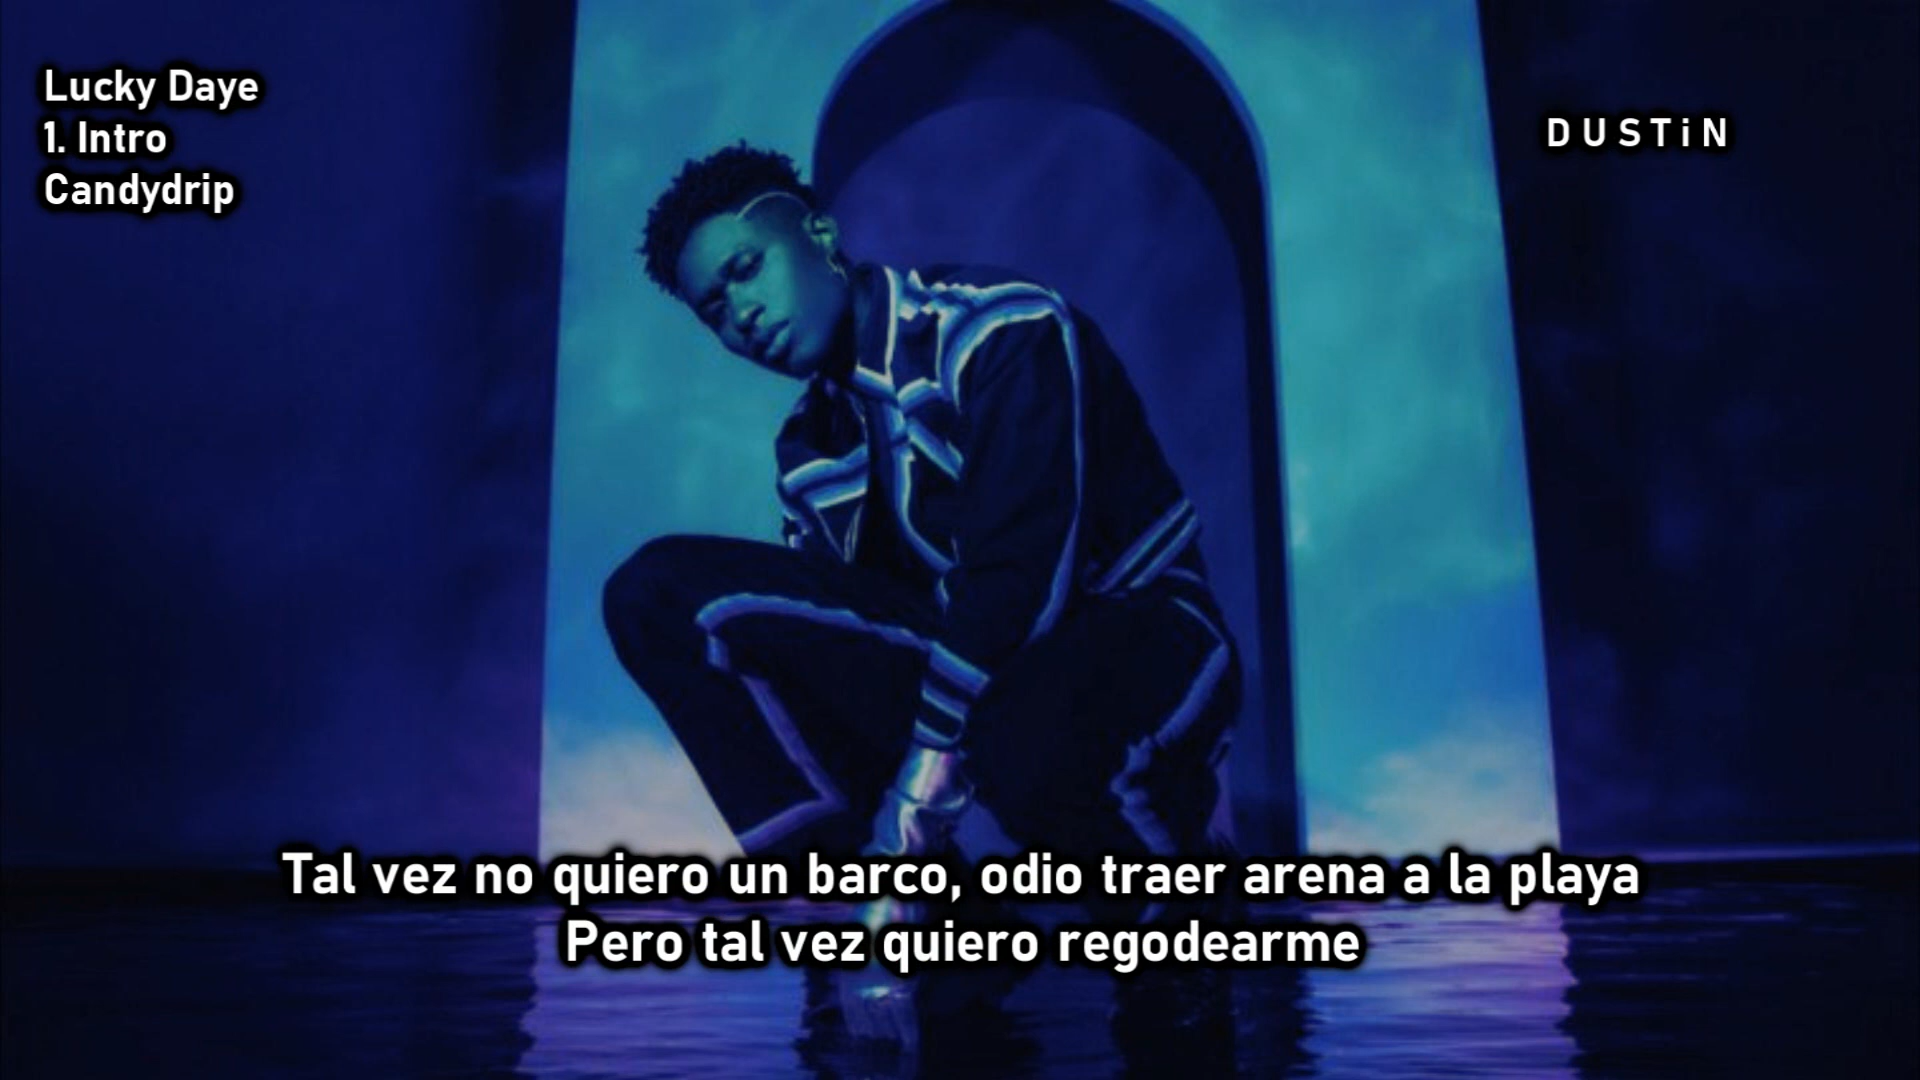 Lucky Daye
1. Intro
Candydrip
DUSTiN
Tal vez no quiero un barco, odio traer arena a la playa
Pero tal vez quiero regodearme